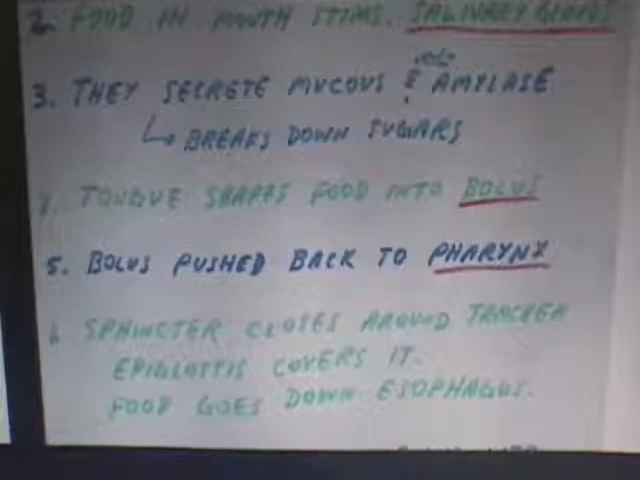 2. FOOD IN MOUTH STIMS. SALIVARY GLANDS
3. THEY SECRETE MUCOUS & AMYLASE
↳ BREAKS DOWN SUGARS
TONGUE SHAPES FOOD INTO BOLUS
5. BOLUS PUSHED BACK TO PHARYNX
6 SPHINCTER CLOSES AROUND TRACHEA
EPIGLOTTIS COVERS IT.
FOOD GOES DOWN ESOPHAGUS.